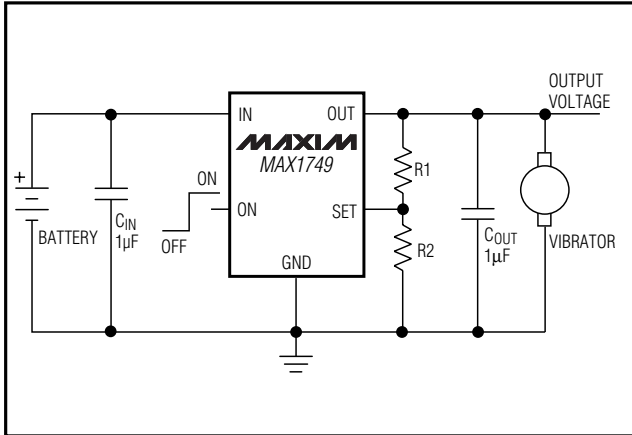 OUTPUT
VOLTAGE
IN
OUT
MAXIM
MAX1749
R1
ON
ON
SET
+
CIN
1µF
BATTERY
OFF
R2
COUT
1µF
VIBRATOR
GND